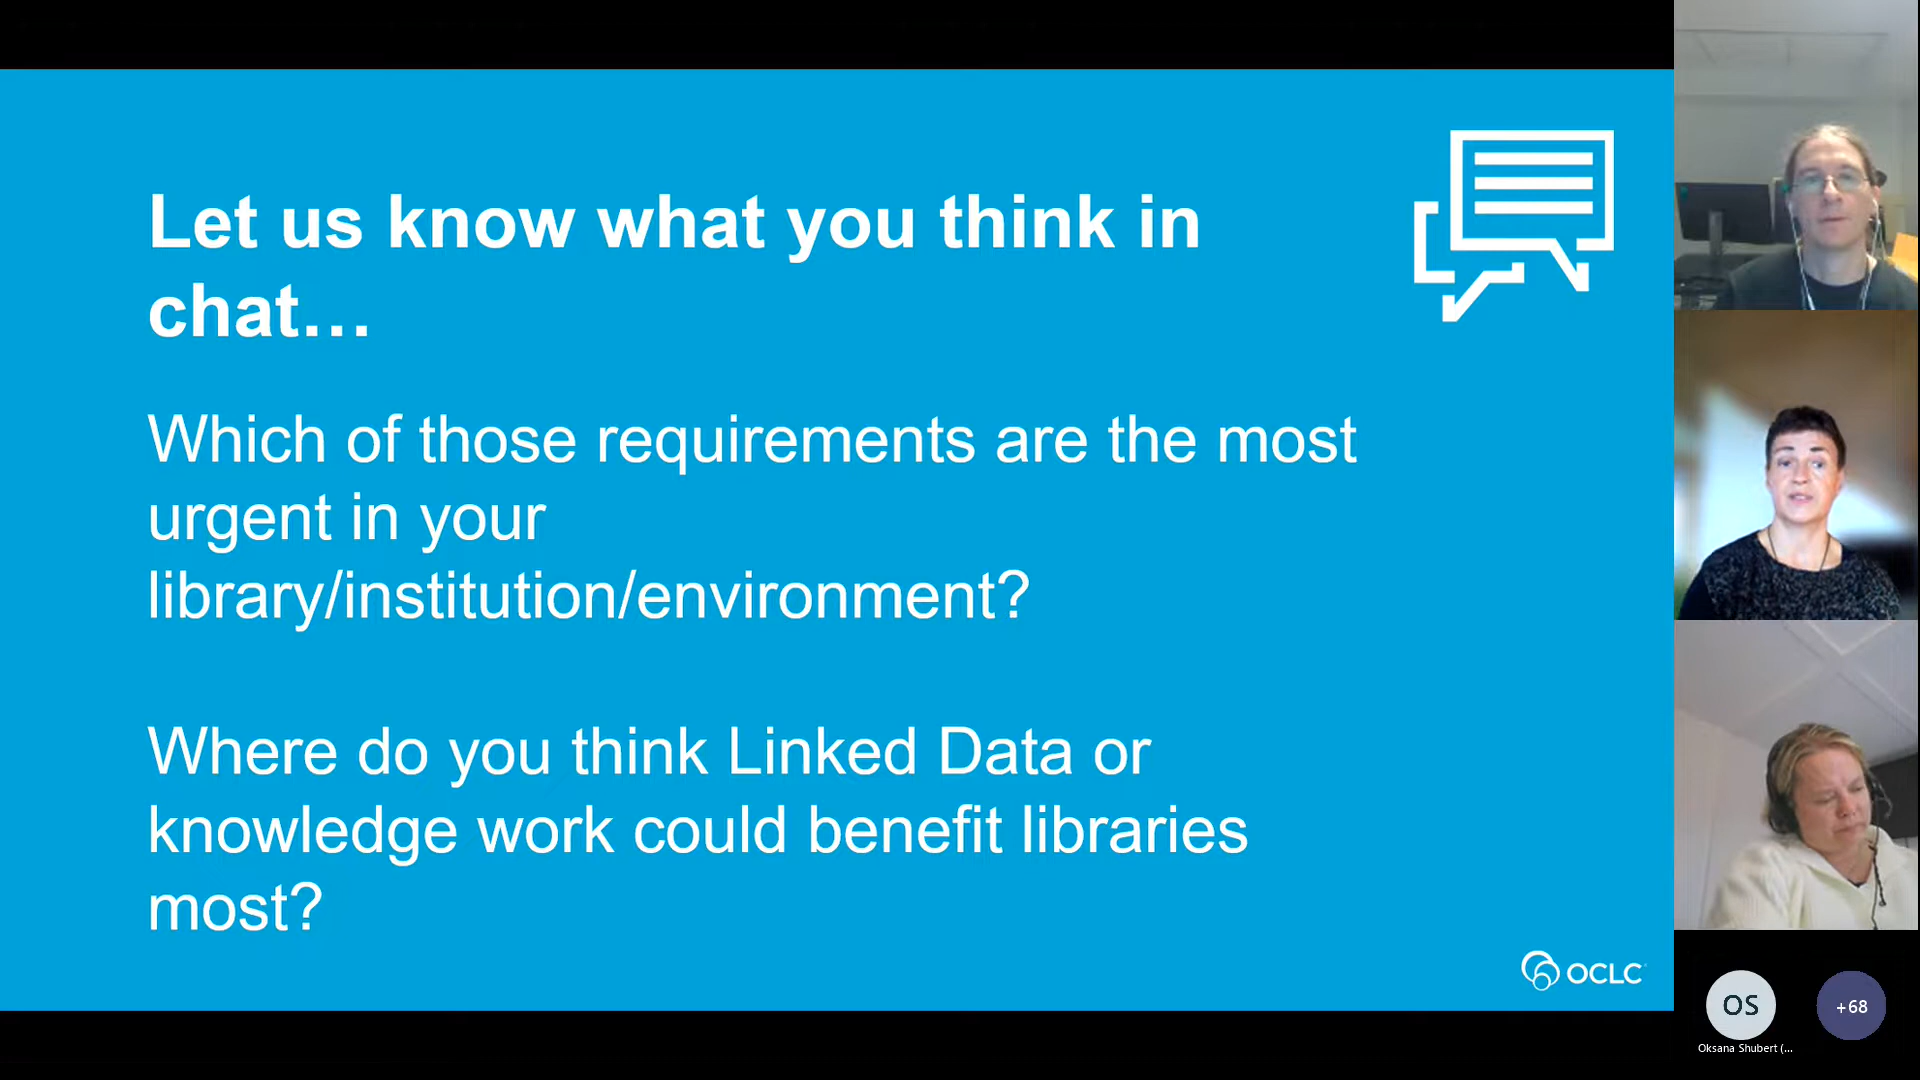 Let us know what you think in
chat...
Which of those requirements are the most
urgent in your
library/institution/environment?
Where do you think Linked Data or
knowledge work could benefit libraries
most?
OCLC
OS
+68
Oksana Shubert (...